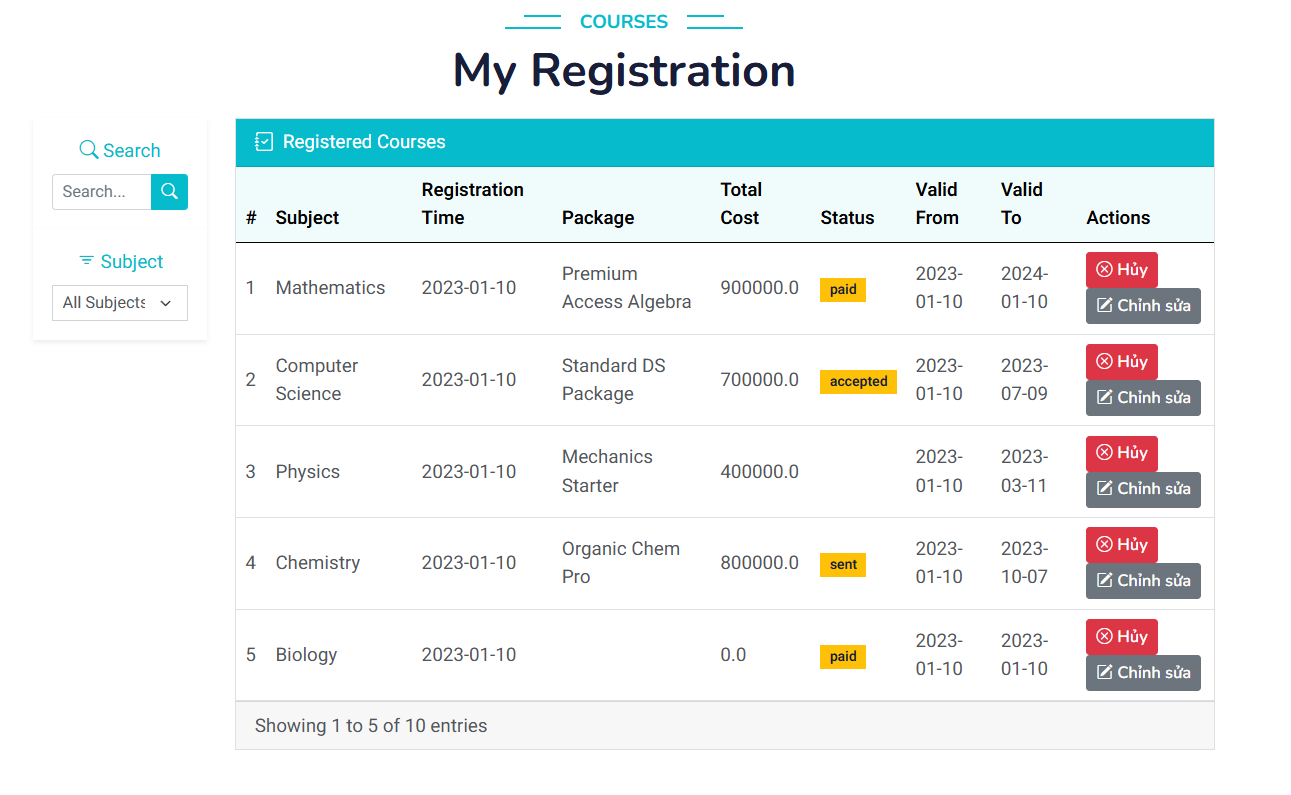 COURSES
My Registration
Search
Search...
Subject
All Subjects
Registered Courses
# Subject Registration Time Package Total Cost Status Valid From Valid To Actions
1 Mathematics 2023-01-10 Premium Access Algebra 900000.0 paid 2023-01-10 2024-01-10 Hủy Chỉnh sửa
2 Computer Science 2023-01-10 Standard DS Package 700000.0 accepted 2023-01-10 2023-07-09 Hủy Chỉnh sửa
3 Physics 2023-01-10 Mechanics Starter 400000.0 2023-01-10 2023-03-11 Hủy Chỉnh sửa
4 Chemistry 2023-01-10 Organic Chem Pro 800000.0 sent 2023-01-10 2023-10-07 Hủy Chỉnh sửa
5 Biology 2023-01-10 0.0 paid 2023-01-10 2023-01-10 Hủy Chỉnh sửa
Showing 1 to 5 of 10 entries